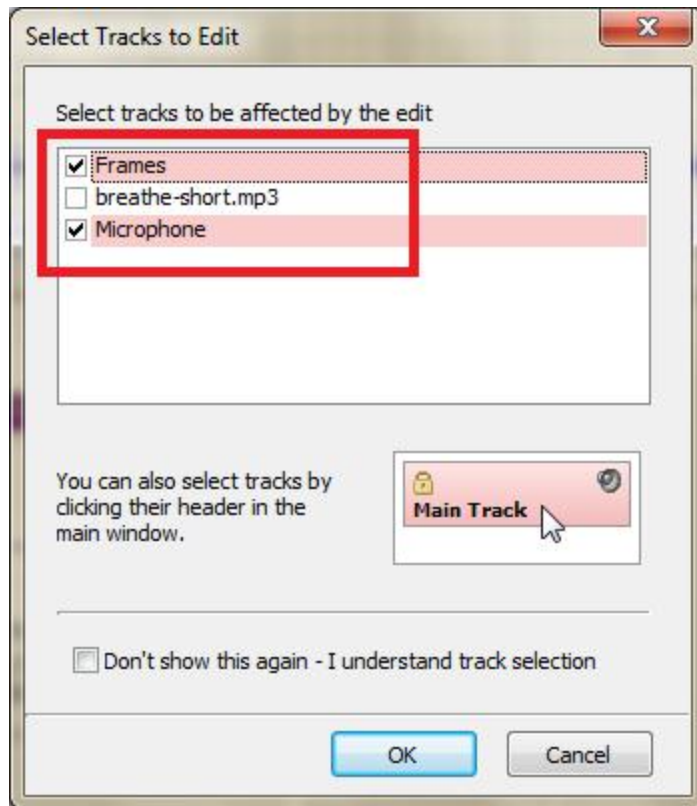 Select Tracks to Edit
Select tracks to be affected by the edit
Frames
breathe-short.mp3
Microphone
You can also select tracks by
clicking their header in the
main window.
Main Track
Don't show this again - I understand track selection
OK
Cancel